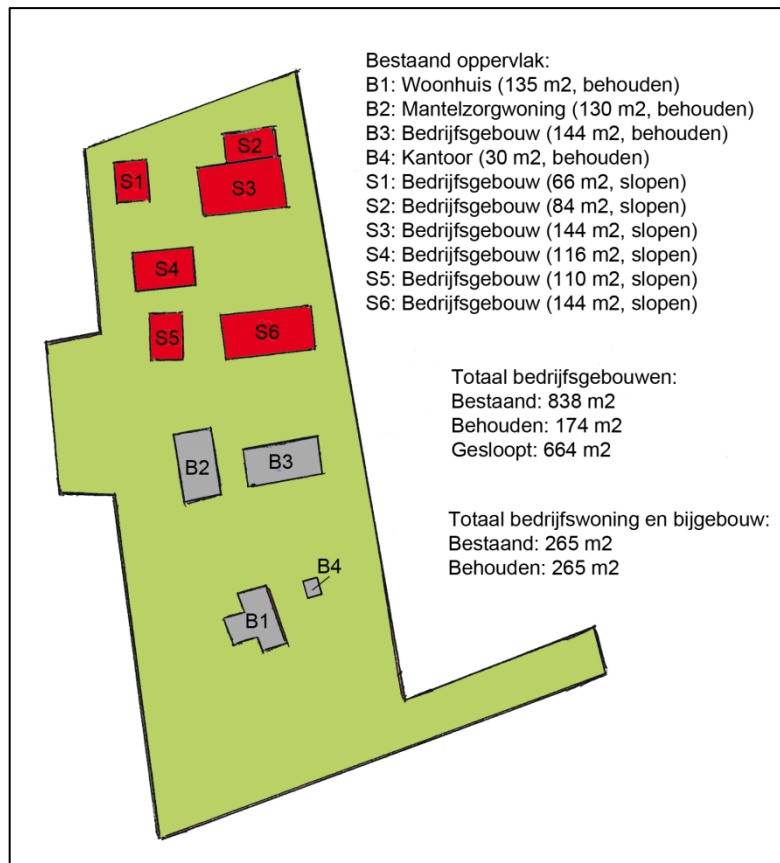 Bestaand oppervlak:
B1: Woonhuis (135 m2, behouden)
B2: Mantelzorgwoning (130 m2, behouden)
B3: Bedrijfsgebouw (144 m2, behouden)
B4: Kantoor (30 m2, behouden)
S1: Bedrijfsgebouw (66 m2, slopen)
S2: Bedrijfsgebouw (84 m2, slopen)
S3: Bedrijfsgebouw (144 m2, slopen)
S4: Bedrijfsgebouw (116 m2, slopen)
S5: Bedrijfsgebouw (110 m2, slopen)
S6: Bedrijfsgebouw (144 m2, slopen)
Totaal bedrijfsgebouwen:
Bestaand: 838 m2
Behouden: 174 m2
Gesloopt: 664 m2
Totaal bedrijfswoning en bijgebouw:
Bestaand: 265 m2
Behouden: 265 m2
S2
S1
S3
S4
S5
S6
B2
B3
B4
B1